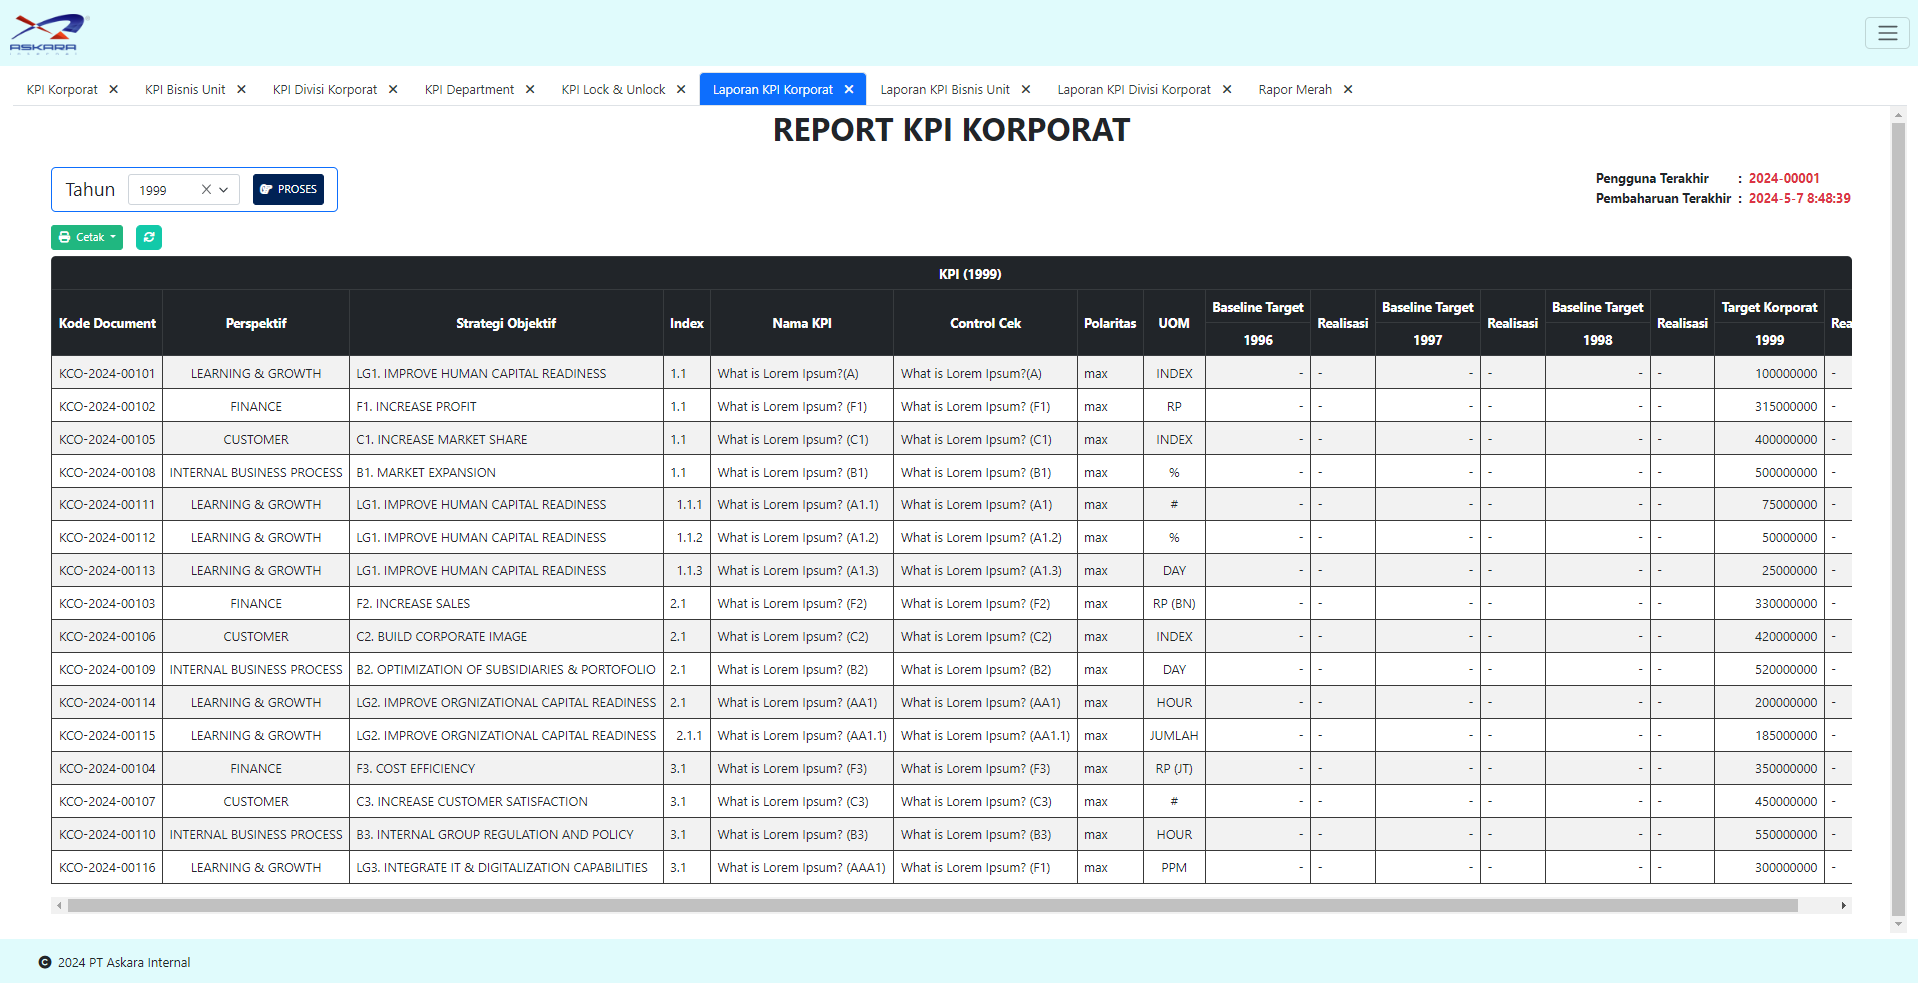 ASKARA
KPI Korporat
KPI Bisnis Unit
KPI Divisi Korporat
KPI Department
KPI Lock & Unlock
Laporan KPI Korporat
Laporan KPI Bisnis Unit
Laporan KPI Divisi Korporat
Rapor Merah
REPORT KPI KORPORAT
Tahun 1999 PROSES
Pengguna Terakhir : 2024-00001
Pembaharuan Terakhir : 2024-5-7 8:48:39
Cetak
KPI (1999)
Kode Document Perspektif Strategi Objektif Index Nama KPI Control Cek Polaritas UOM Baseline Target 1996 Realisasi Baseline Target 1997 Realisasi Baseline Target 1998 Realisasi Target Korporat 1999 Rea
KCO-2024-00101 LEARNING & GROWTH LG1. IMPROVE HUMAN CAPITAL READINESS 1.1 What is Lorem Ipsum?(A) What is Lorem Ipsum?(A) max INDEX - - - - - - 100000000 -
KCO-2024-00102 FINANCE F1. INCREASE PROFIT 1.1 What is Lorem Ipsum? (F1) What is Lorem Ipsum? (F1) max RP - - - - - - 315000000 -
KCO-2024-00105 CUSTOMER C1. INCREASE MARKET SHARE 1.1 What is Lorem Ipsum? (C1) What is Lorem Ipsum? (C1) max INDEX - - - - - - 400000000 -
KCO-2024-00108 INTERNAL BUSINESS PROCESS B1. MARKET EXPANSION 1.1 What is Lorem Ipsum? (B1) What is Lorem Ipsum? (B1) max % - - - - - - 500000000 -
KCO-2024-00111 LEARNING & GROWTH LG1. IMPROVE HUMAN CAPITAL READINESS 1.1.1 What is Lorem Ipsum? (A1.1) What is Lorem Ipsum? (A1) max # - - - - - - 75000000 -
KCO-2024-00112 LEARNING & GROWTH LG1. IMPROVE HUMAN CAPITAL READINESS 1.1.2 What is Lorem Ipsum? (A1.2) What is Lorem Ipsum? (A1.2) max % - - - - - - 50000000 -
KCO-2024-00113 LEARNING & GROWTH LG1. IMPROVE HUMAN CAPITAL READINESS 1.1.3 What is Lorem Ipsum? (A1.3) What is Lorem Ipsum? (A1.3) max DAY - - - - - - 25000000 -
KCO-2024-00103 FINANCE F2. INCREASE SALES 2.1 What is Lorem Ipsum? (F2) What is Lorem Ipsum? (F2) max RP (BN) - - - - - - 330000000 -
KCO-2024-00106 CUSTOMER C2. BUILD CORPORATE IMAGE 2.1 What is Lorem Ipsum? (C2) What is Lorem Ipsum? (C2) max INDEX - - - - - - 420000000 -
KCO-2024-00109 INTERNAL BUSINESS PROCESS B2. OPTIMIZATION OF SUBSIDIARIES & PORTOFOLIO 2.1 What is Lorem Ipsum? (B2) What is Lorem Ipsum? (B2) max DAY - - - - - - 520000000 -
KCO-2024-00114 LEARNING & GROWTH LG2. IMPROVE ORGNIZATIONAL CAPITAL READINESS 2.1 What is Lorem Ipsum? (AA1) What is Lorem Ipsum? (AA1) max HOUR - - - - - - 200000000 -
KCO-2024-00115 LEARNING & GROWTH LG2. IMPROVE ORGNIZATIONAL CAPITAL READINESS 2.1.1 What is Lorem Ipsum? (AA1.1) What is Lorem Ipsum? (AA1.1) max JUMLAH - - - - - - 185000000 -
KCO-2024-00104 FINANCE F3. COST EFFICIENCY 3.1 What is Lorem Ipsum? (F3) What is Lorem Ipsum? (F3) max RP (JT) - - - - - - 350000000 -
KCO-2024-00107 CUSTOMER C3. INCREASE CUSTOMER SATISFACTION 3.1 What is Lorem Ipsum? (C3) What is Lorem Ipsum? (C3) max # - - - - - - 450000000 -
KCO-2024-00110 INTERNAL BUSINESS PROCESS B3. INTERNAL GROUP REGULATION AND POLICY 3.1 What is Lorem Ipsum? (B3) What is Lorem Ipsum? (B3) max HOUR - - - - - - 550000000 -
KCO-2024-00116 LEARNING & GROWTH LG3. INTEGRATE IT & DIGITALIZATION CAPABILITIES 3.1 What is Lorem Ipsum? (AAA1) What is Lorem Ipsum? (F1) max PPM - - - - - - 300000000 -
© 2024 PT Askara Internal